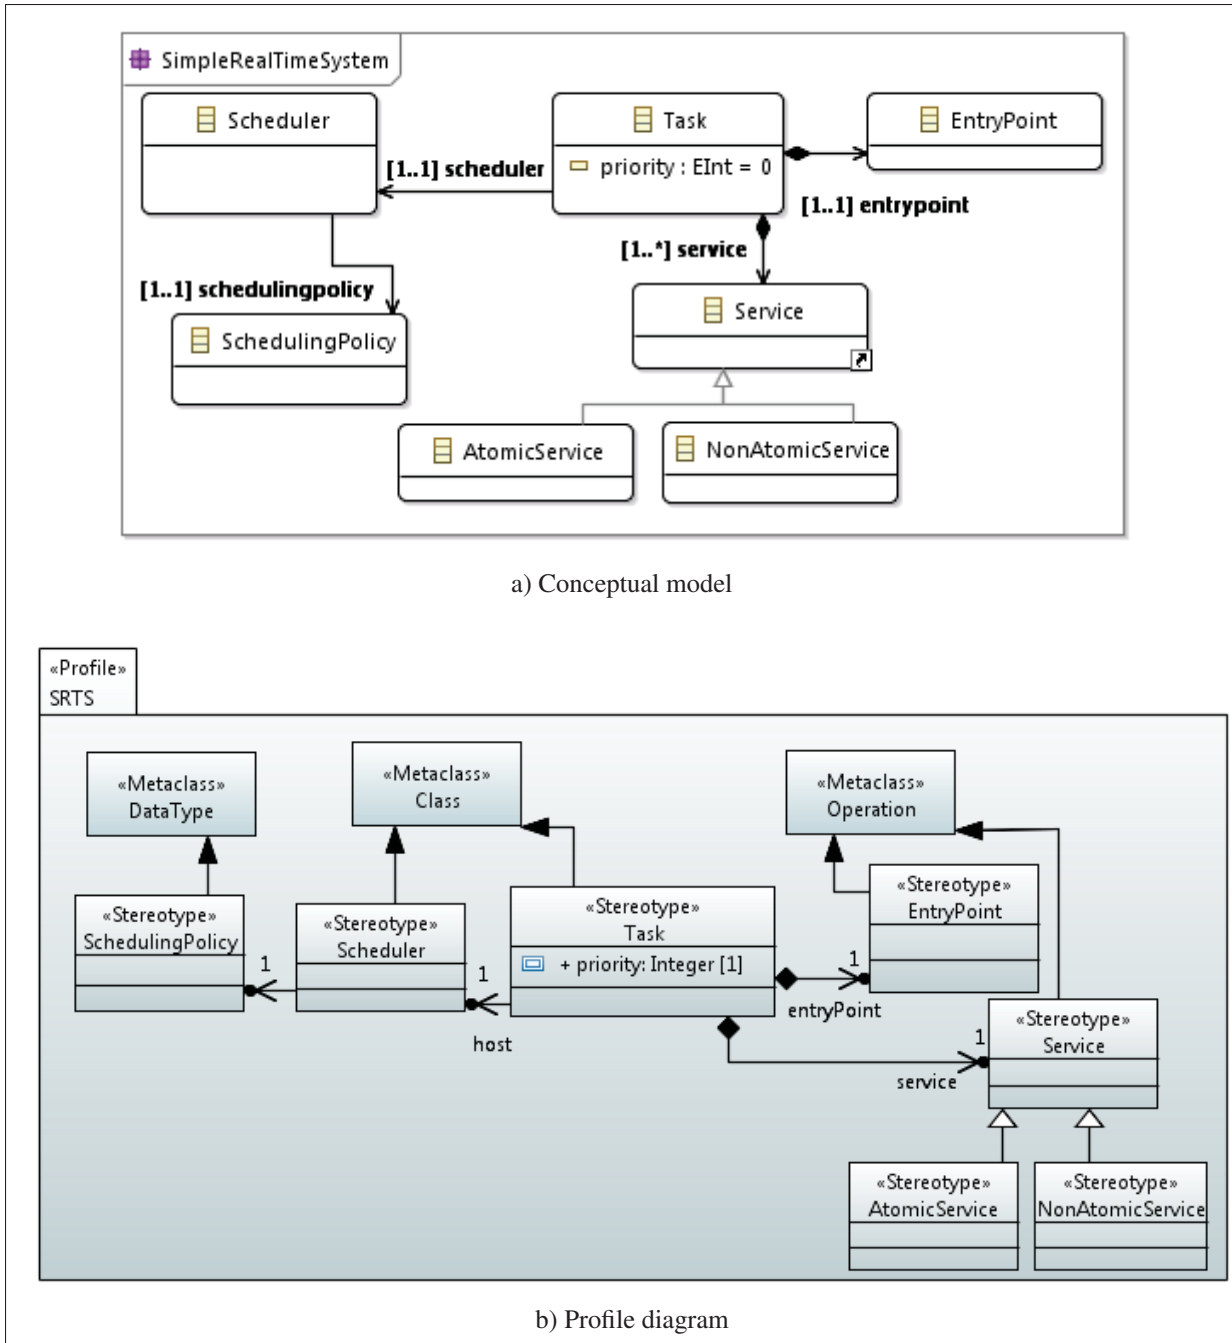 SimpleRealTimeSystem
Scheduler
Task
EntryPoint
priority : EInt = 0
[1..1] scheduler
[1..1] entrypoint
[1..*] service
[1..1] schedulingpolicy
Service
SchedulingPolicy
AtomicService
NonAtomicService
a) Conceptual model
«Profile»
SRTS
«Metaclass»
DataType
«Metaclass»
Class
«Metaclass»
Operation
«Stereotype»
SchedulingPolicy
«Stereotype»
Scheduler
«Stereotype»
Task
+ priority: Integer [1]
«Stereotype»
EntryPoint
1
1
1
entryPoint
host
«Stereotype»
Service
1
service
«Stereotype»
AtomicService
«Stereotype»
NonAtomicService
b) Profile diagram